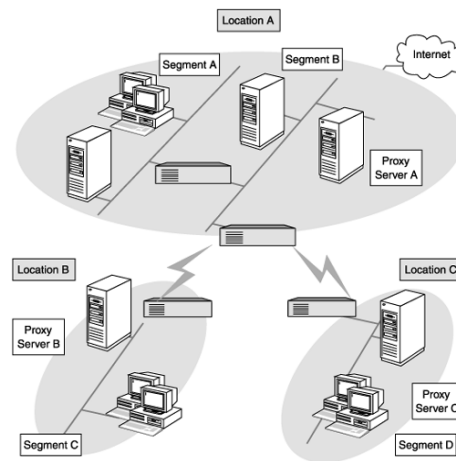 Location A
Segment A
Segment B
Internet
Proxy
Server A
Location B
Location C
Proxy
Server B
Proxy
Server C
Segment C
Segment D